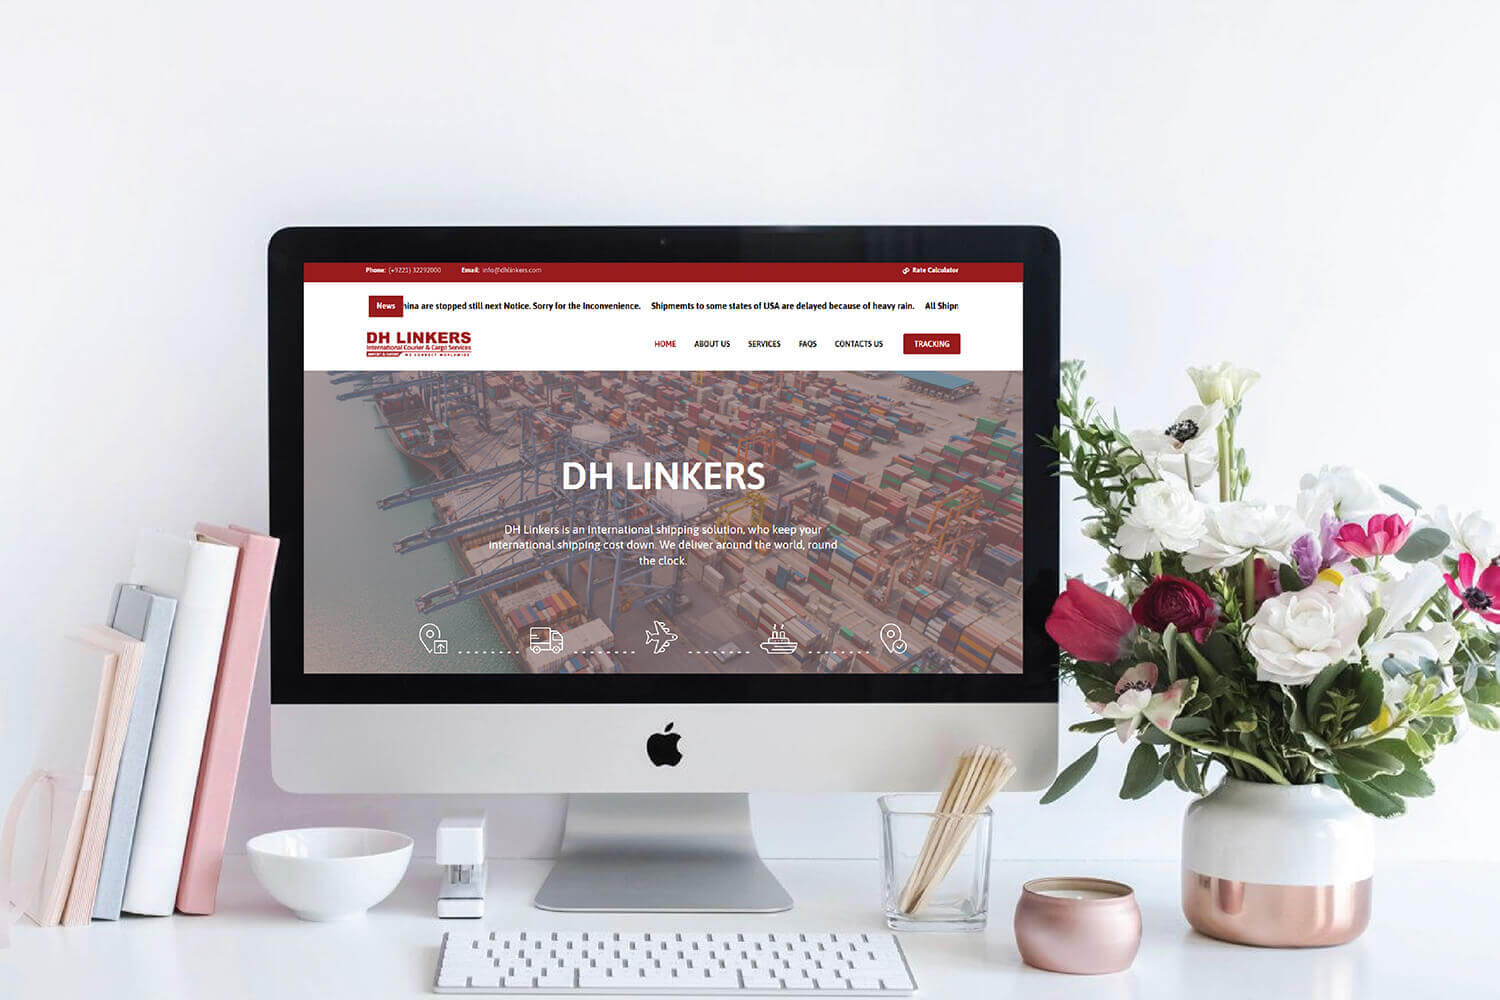 Phone: (+9221) 32292000 Email: info@dhlinkers.com Rate Calculator
News hina are stopped still next Notice. Sorry for the Inconvenience. Shipmemts to some states of USA are delayed because of heavy rain. All Shipn
DH LINKERS
International Courier & Cargo Services
WE CONNECT WORLDWIDE
HOME ABOUT US SERVICES FAQS CONTACTS US TRACKING
DH LINKERS
DH Linkers is an International shipping solution, who keep your
international shipping cost down. We deliver around the world, round
the clock.